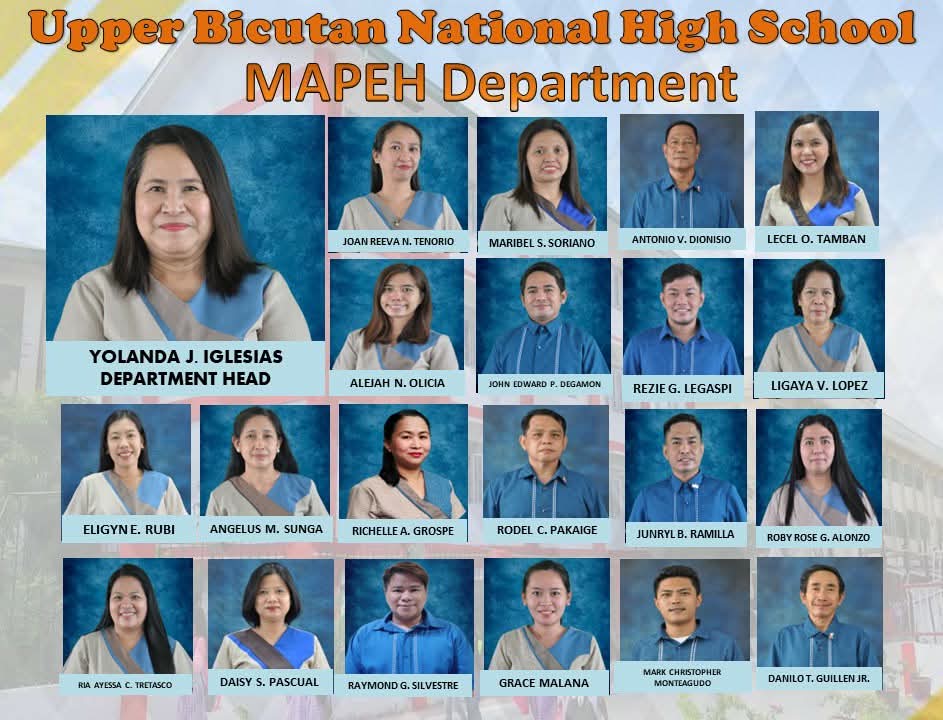 Upper Bicutan National High School
MAPEH Department
YOLANDA J. IGLESIAS
DEPARTMENT HEAD
JOAN REEVA N. TENORIO
MARIBEL S. SORIANO
ANTONIO V. DIONISIO
LECEL O. TAMBAN
ALEJAH N. OLICIA
JOHN EDWARD P. DEGAMON
REZIE G. LEGASPI
LIGAYA V. LOPEZ
ELIGYN E. RUBI
ANGELUS M. SUNGA
RICHELLE A. GROSPE
RODEL C. PAKAIGE
JUNRYL B. RAMILLA
ROBY ROSE G. ALONZO
RIA AYESSA C. TRETASCO
DAISY S. PASCUAL
RAYMOND G. SILVESTRE
GRACE MALANA
MARK CHRISTOPHER
MONTEAGUDO
DANILO T. GUILLEN JR.